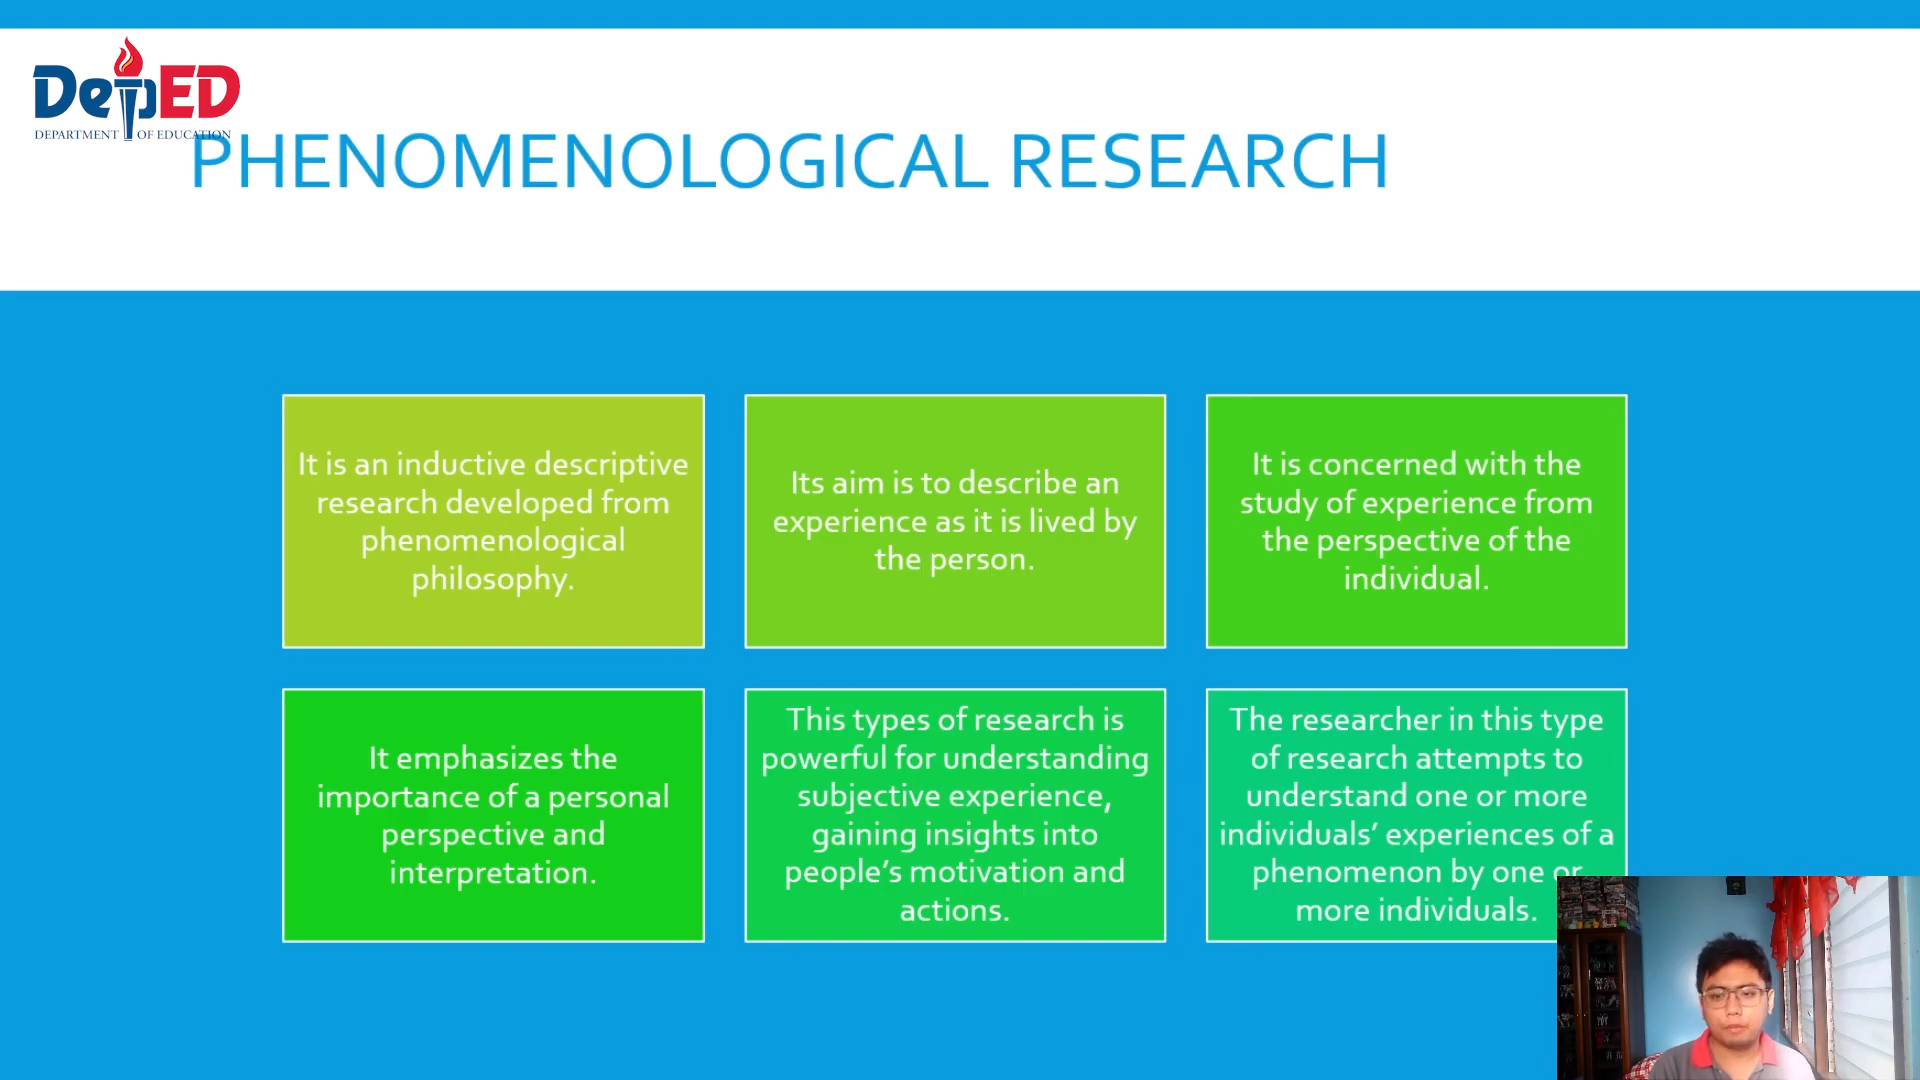 DepED
DEPARTMENT OF EDUCATION
PHENOMENOLOGICAL RESEARCH
It is an inductive descriptive
research developed from
phenomenological
philosophy.
Its aim is to describe an
experience as it is lived by
the person.
It is concerned with the
study of experience from
the perspective of the
individual.
It emphasizes the
importance of a personal
perspective and
interpretation.
This types of research is
powerful for understanding
subjective experience,
gaining insights into
people’s motivation and
actions.
The researcher in this type
of research attempts to
understand one or more
individuals’ experiences of a
phenomenon by one or
more individuals.